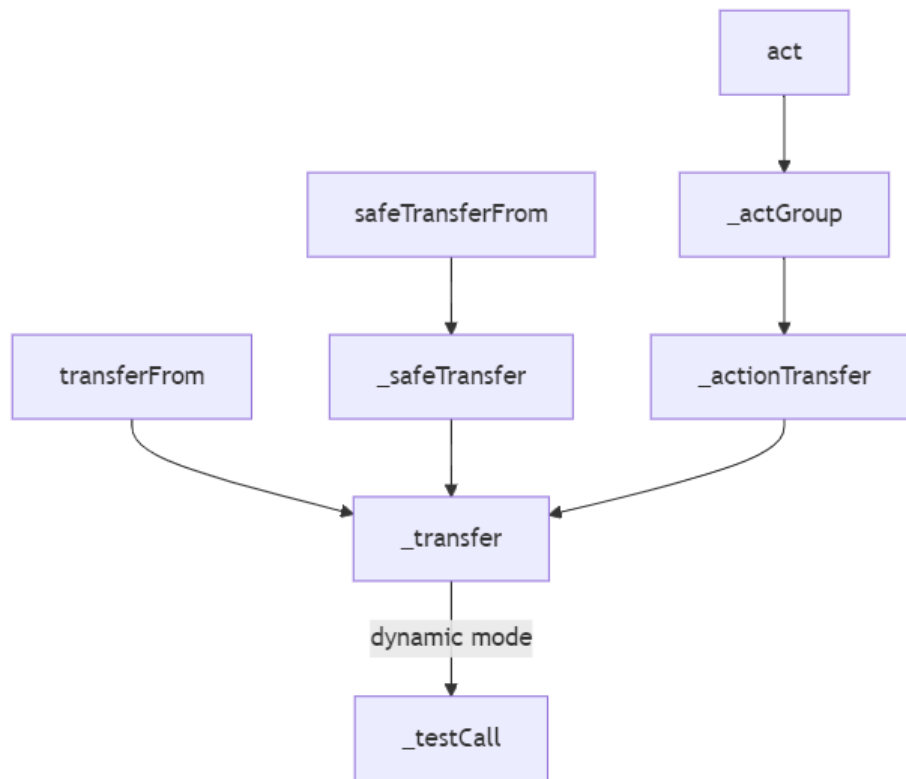 act
safeTransferFrom
_actGroup
transferFrom
_safeTransfer
_actionTransfer
_transfer
dynamic mode
_testCall